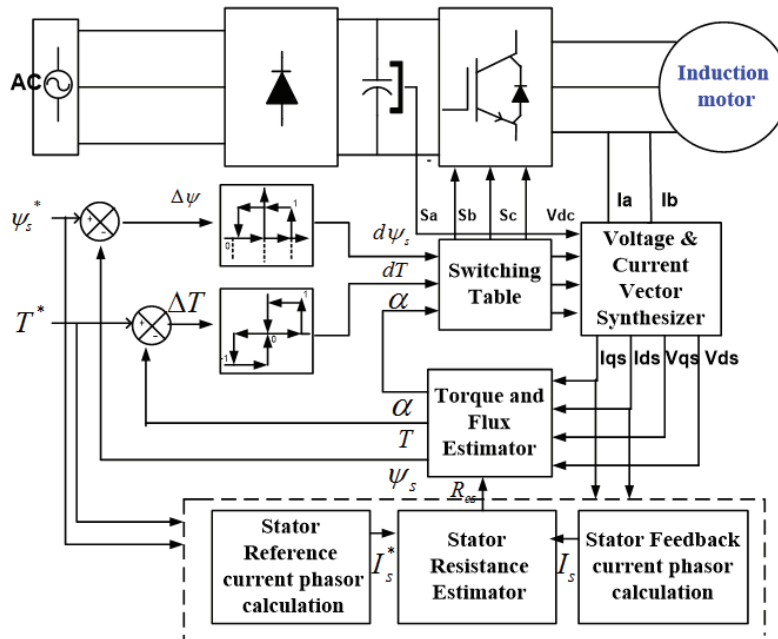 AC
Induction
motor
-
Sa
Sb
Sc
Vdc
Ia
Ib
ψs*
+
-
Δψ
0
1
dψs
Switching
Table
Voltage &
Current
Vector
Synthesizer
T*
+
-
ΔT
1
0
-1
dT
α
Iqs
Ids
Vqs
Vds
α
T
ψs
Torque and
Flux
Estimator
Res
Stator
Reference
current phasor
calculation
Is*
Stator
Resistance
Estimator
Is
Stator Feedback
current phasor
calculation